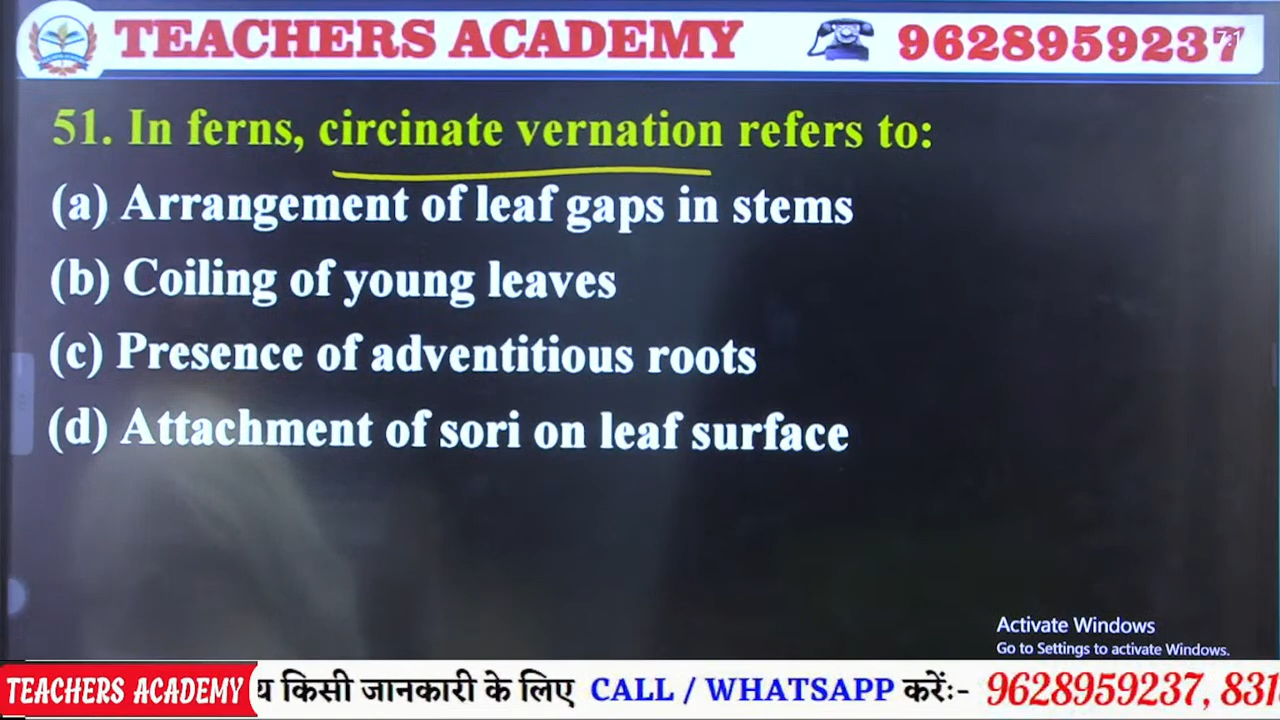 TEACHERS ACADEMY 9628959237
51. In ferns, circinate vernation refers to:
(a) Arrangement of leaf gaps in stems
(b) Coiling of young leaves
(c) Presence of adventitious roots
(d) Attachment of sori on leaf surface
Activate Windows
Go to Settings to activate Windows.
TEACHERS ACADEMY य किसी जानकारी के लिए CALL / WHATSAPP करेंः- 9628959237, 831